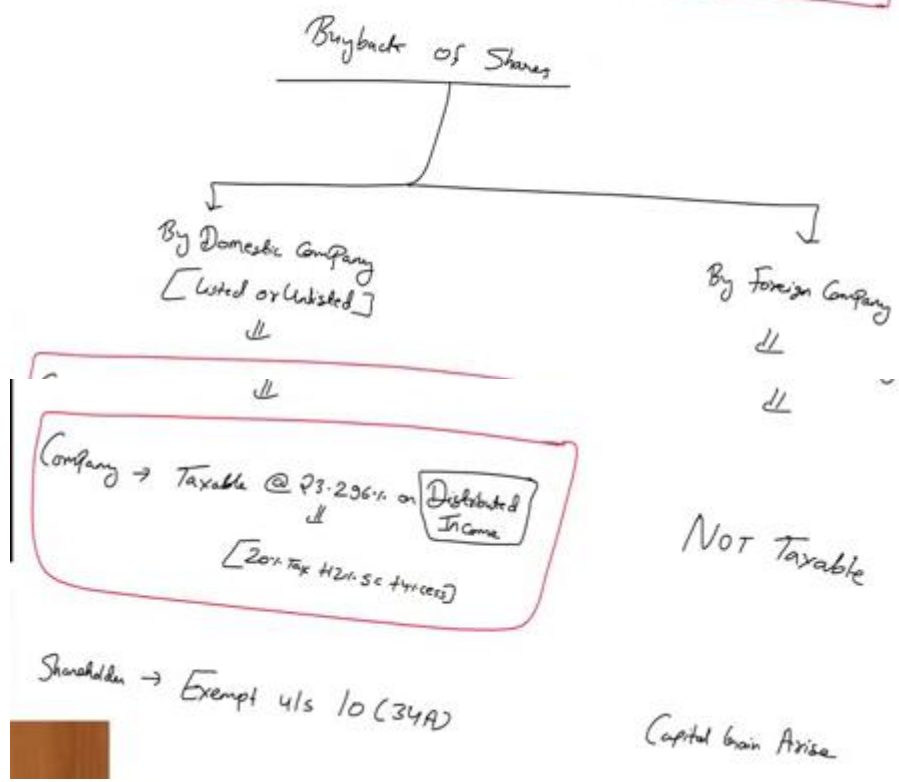 Buyback of Shares
By Domestic Company
[Listed or Unlisted]
By Foreign Company
Company → Taxable @ 23.296% on Distributed Income
[20% Tax +12% SC +4% cess]
NOT Taxable
Shareholder → Exempt u/s 10(34A)
Capital Gain Arise